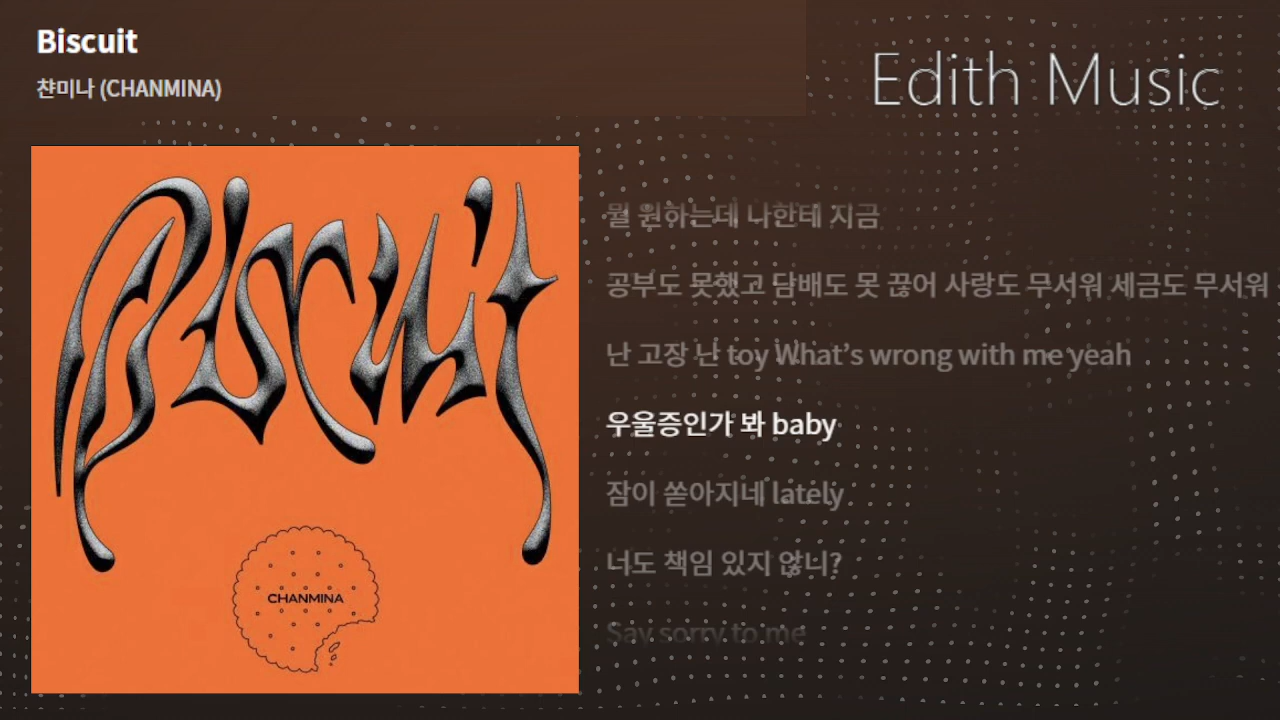 Biscuit
챤미나 (CHANMINA)
Edith Music
Biscuit
CHANMINA
뭘 원하는데 나한테 지금
공부도 못했고 담배도 못 끊어 사랑도 무서워 세금도 무서워
난 고장 난 toy What’s wrong with me yeah
우울증인가 봐 baby
잠이 쏟아지네 lately
너도 책임 있지 않니?
Say sorry to me